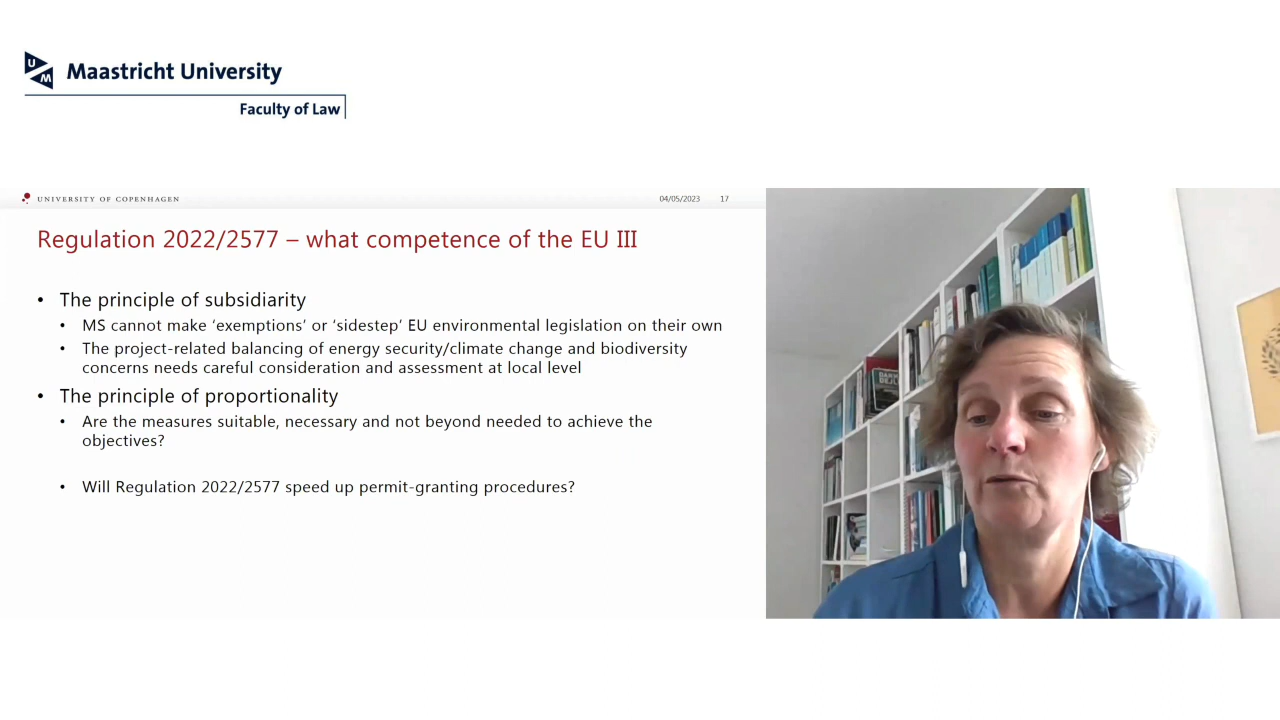 U
M
Maastricht University
Faculty of Law
UNIVERSITY OF COPENHAGEN
04/05/2023 17
Regulation 2022/2577 – what competence of the EU III
• The principle of subsidiarity
• MS cannot make ‘exemptions’ or ‘sidestep’ EU environmental legislation on their own
• The project-related balancing of energy security/climate change and biodiversity
concerns needs careful consideration and assessment at local level
• The principle of proportionality
• Are the measures suitable, necessary and not beyond needed to achieve the
objectives?
• Will Regulation 2022/2577 speed up permit-granting procedures?